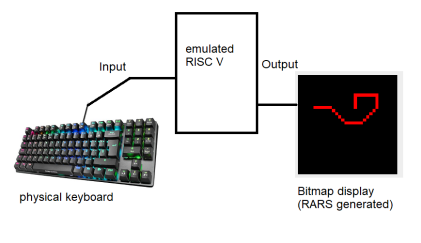 emulated
RISC V
Input
Output
physical keyboard
Bitmap display
(RARS generated)